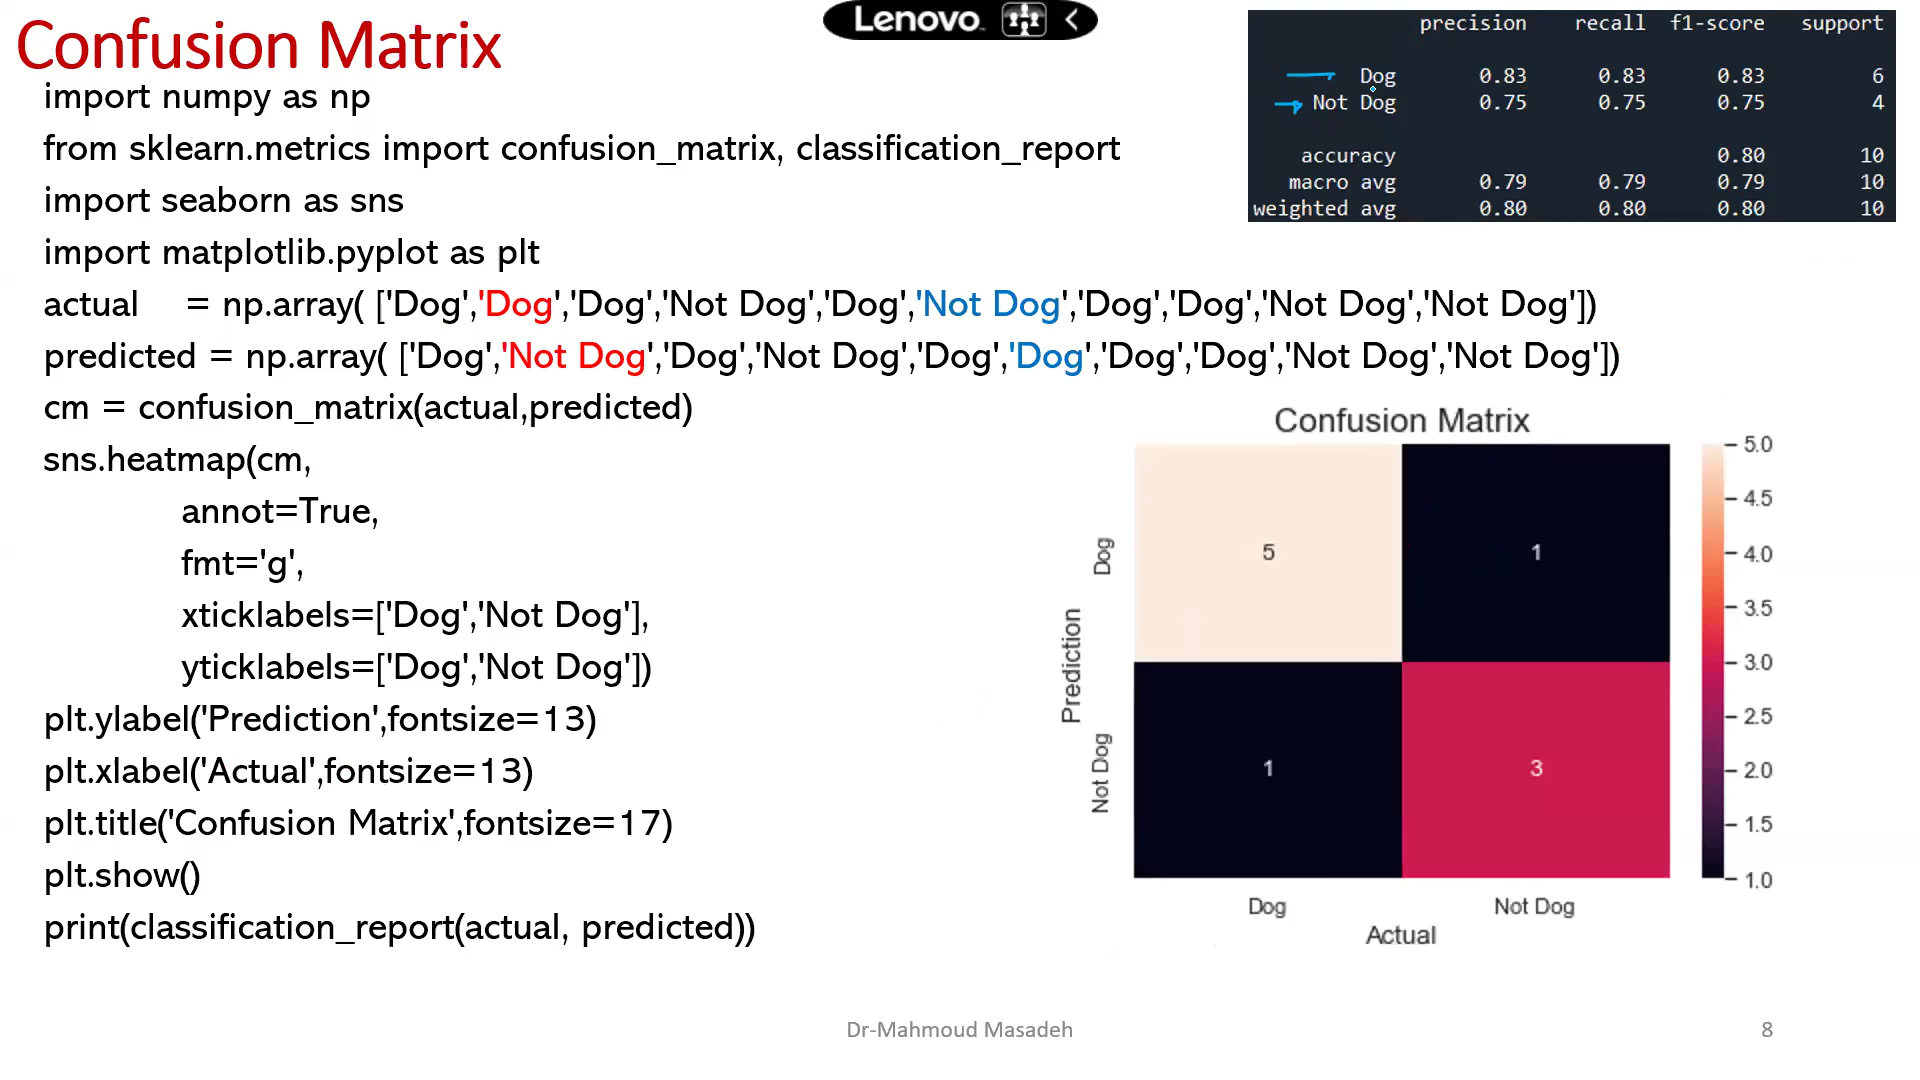 Confusion Matrix
Lenovo
import numpy as np
from sklearn.metrics import confusion_matrix, classification_report
import seaborn as sns
import matplotlib.pyplot as plt
actual = np.array( ['Dog','Dog','Dog','Not Dog','Dog','Not Dog','Dog','Dog','Not Dog','Not Dog'])
predicted = np.array( ['Dog','Not Dog','Dog','Not Dog','Dog','Dog','Dog','Dog','Not Dog','Not Dog'])
cm = confusion_matrix(actual,predicted)
sns.heatmap(cm,
annot=True,
fmt='g',
xticklabels=['Dog','Not Dog'],
yticklabels=['Dog','Not Dog'])
plt.ylabel('Prediction',fontsize=13)
plt.xlabel('Actual',fontsize=13)
plt.title('Confusion Matrix',fontsize=17)
plt.show()
print(classification_report(actual, predicted))
precision recall f1-score support
Dog 0.83 0.83 0.83 6
Not Dog 0.75 0.75 0.75 4
accuracy 0.80 10
macro avg 0.79 0.79 0.79 10
weighted avg 0.80 0.80 0.80 10
Confusion Matrix
Prediction
Dog
Not Dog
5 1
1 3
Dog Not Dog
Actual
5.0
4.5
4.0
3.5
3.0
2.5
2.0
1.5
1.0
Dr-Mahmoud Masadeh
8